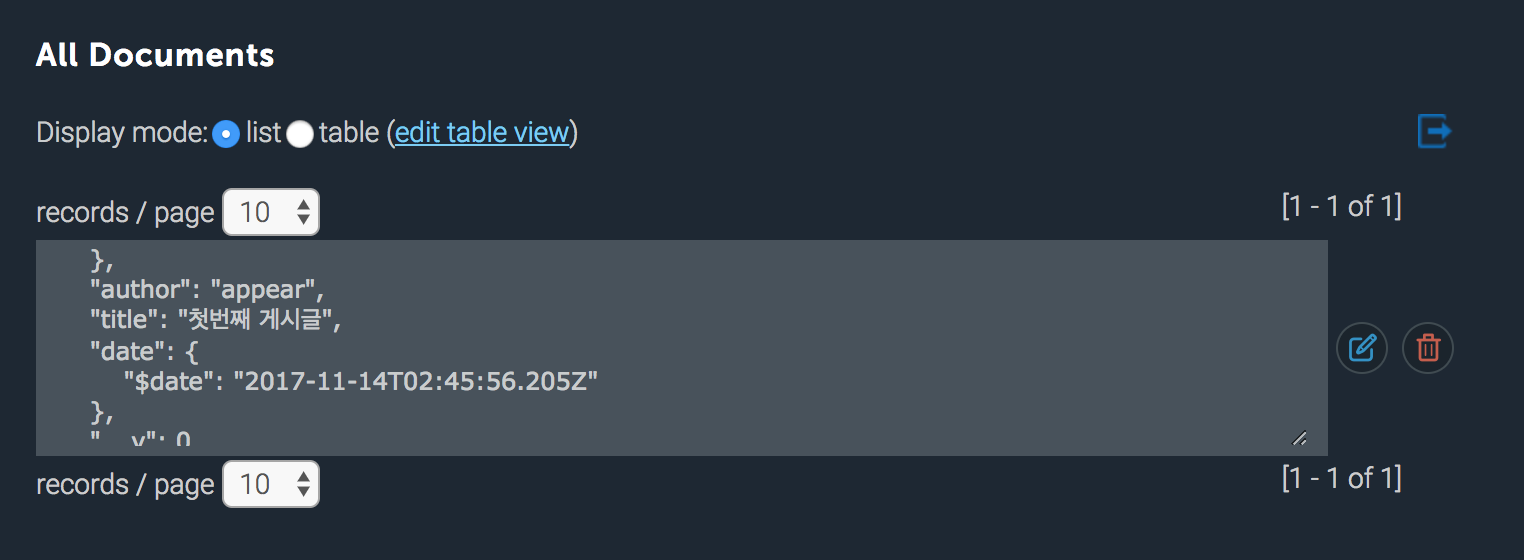 All Documents
Display mode: list table (edit table view)
records / page 10 [1 - 1 of 1]
},
"author": "appear",
"title": "첫번째 게시글",
"date": {
"$date": "2017-11-14T02:45:56.205Z"
},
"__v": 0
records / page 10 [1 - 1 of 1]